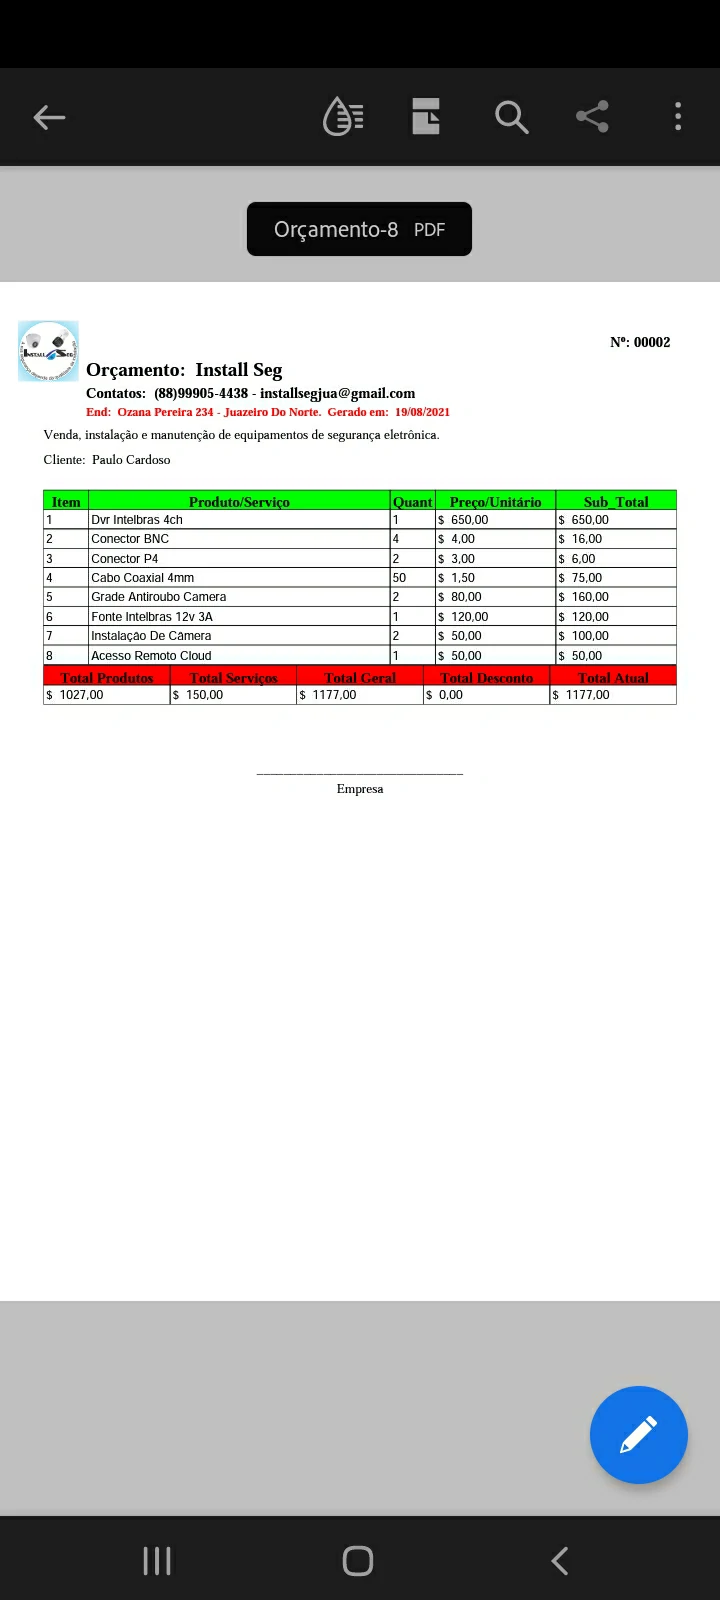 Orçamento-8 PDF
Install Seg
Nº: 00002
Orçamento: Install Seg
Contatos: (88)99905-4438 - installsegjua@gmail.com
End: Ozana Pereira 234 - Juazeiro Do Norte. Gerado em: 19/08/2021
Venda, instalação e manutenção de equipamentos de segurança eletrônica.
Cliente: Paulo Cardoso
Item Produto/Serviço Quant Preço/Unitário Sub_Total
1 Dvr Intelbras 4ch 1 $ 650,00 $ 650,00
2 Conector BNC 4 $ 4,00 $ 16,00
3 Conector P4 2 $ 3,00 $ 6,00
4 Cabo Coaxial 4mm 50 $ 1,50 $ 75,00
5 Grade Antiroubo Camera 2 $ 80,00 $ 160,00
6 Fonte Intelbras 12v 3A 1 $ 120,00 $ 120,00
7 Instalação De Câmera 2 $ 50,00 $ 100,00
8 Acesso Remoto Cloud 1 $ 50,00 $ 50,00
Total Produtos Total Serviços Total Geral Total Desconto Total Atual
$ 1027,00 $ 150,00 $ 1177,00 $ 0,00 $ 1177,00
Empresa